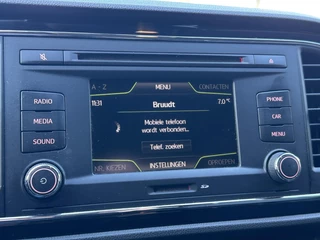 A - Z MENU CONTACTEN
11:31 Bruudt 7.0 °C
Mobiele telefoon
wordt verbonden...
Telef. zoeken
NR. KIEZEN INSTELLINGEN OPROEPEN
RADIO
MEDIA
SOUND
PHONE
CAR
MENU